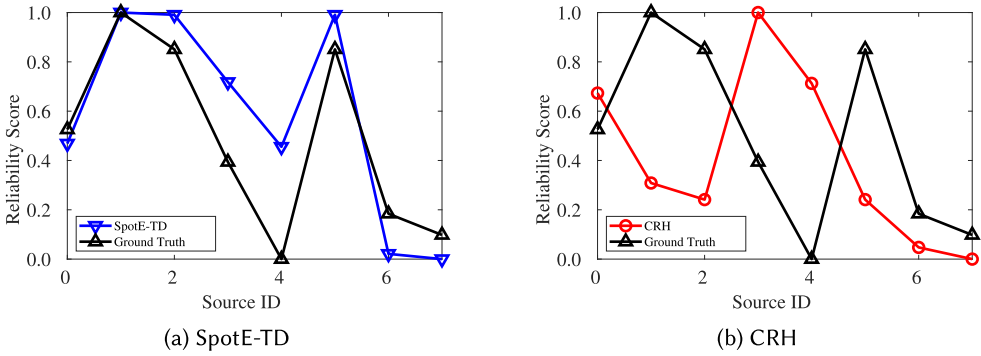 1.0
0.8
0.6
0.4
0.2
0.0
Reliability Score
SpotE-TD
Ground Truth
0 2 4 6
Source ID
(a) SpotE-TD
1.0
0.8
0.6
0.4
0.2
0.0
Reliability Score
CRH
Ground Truth
0 2 4 6
Source ID
(b) CRH